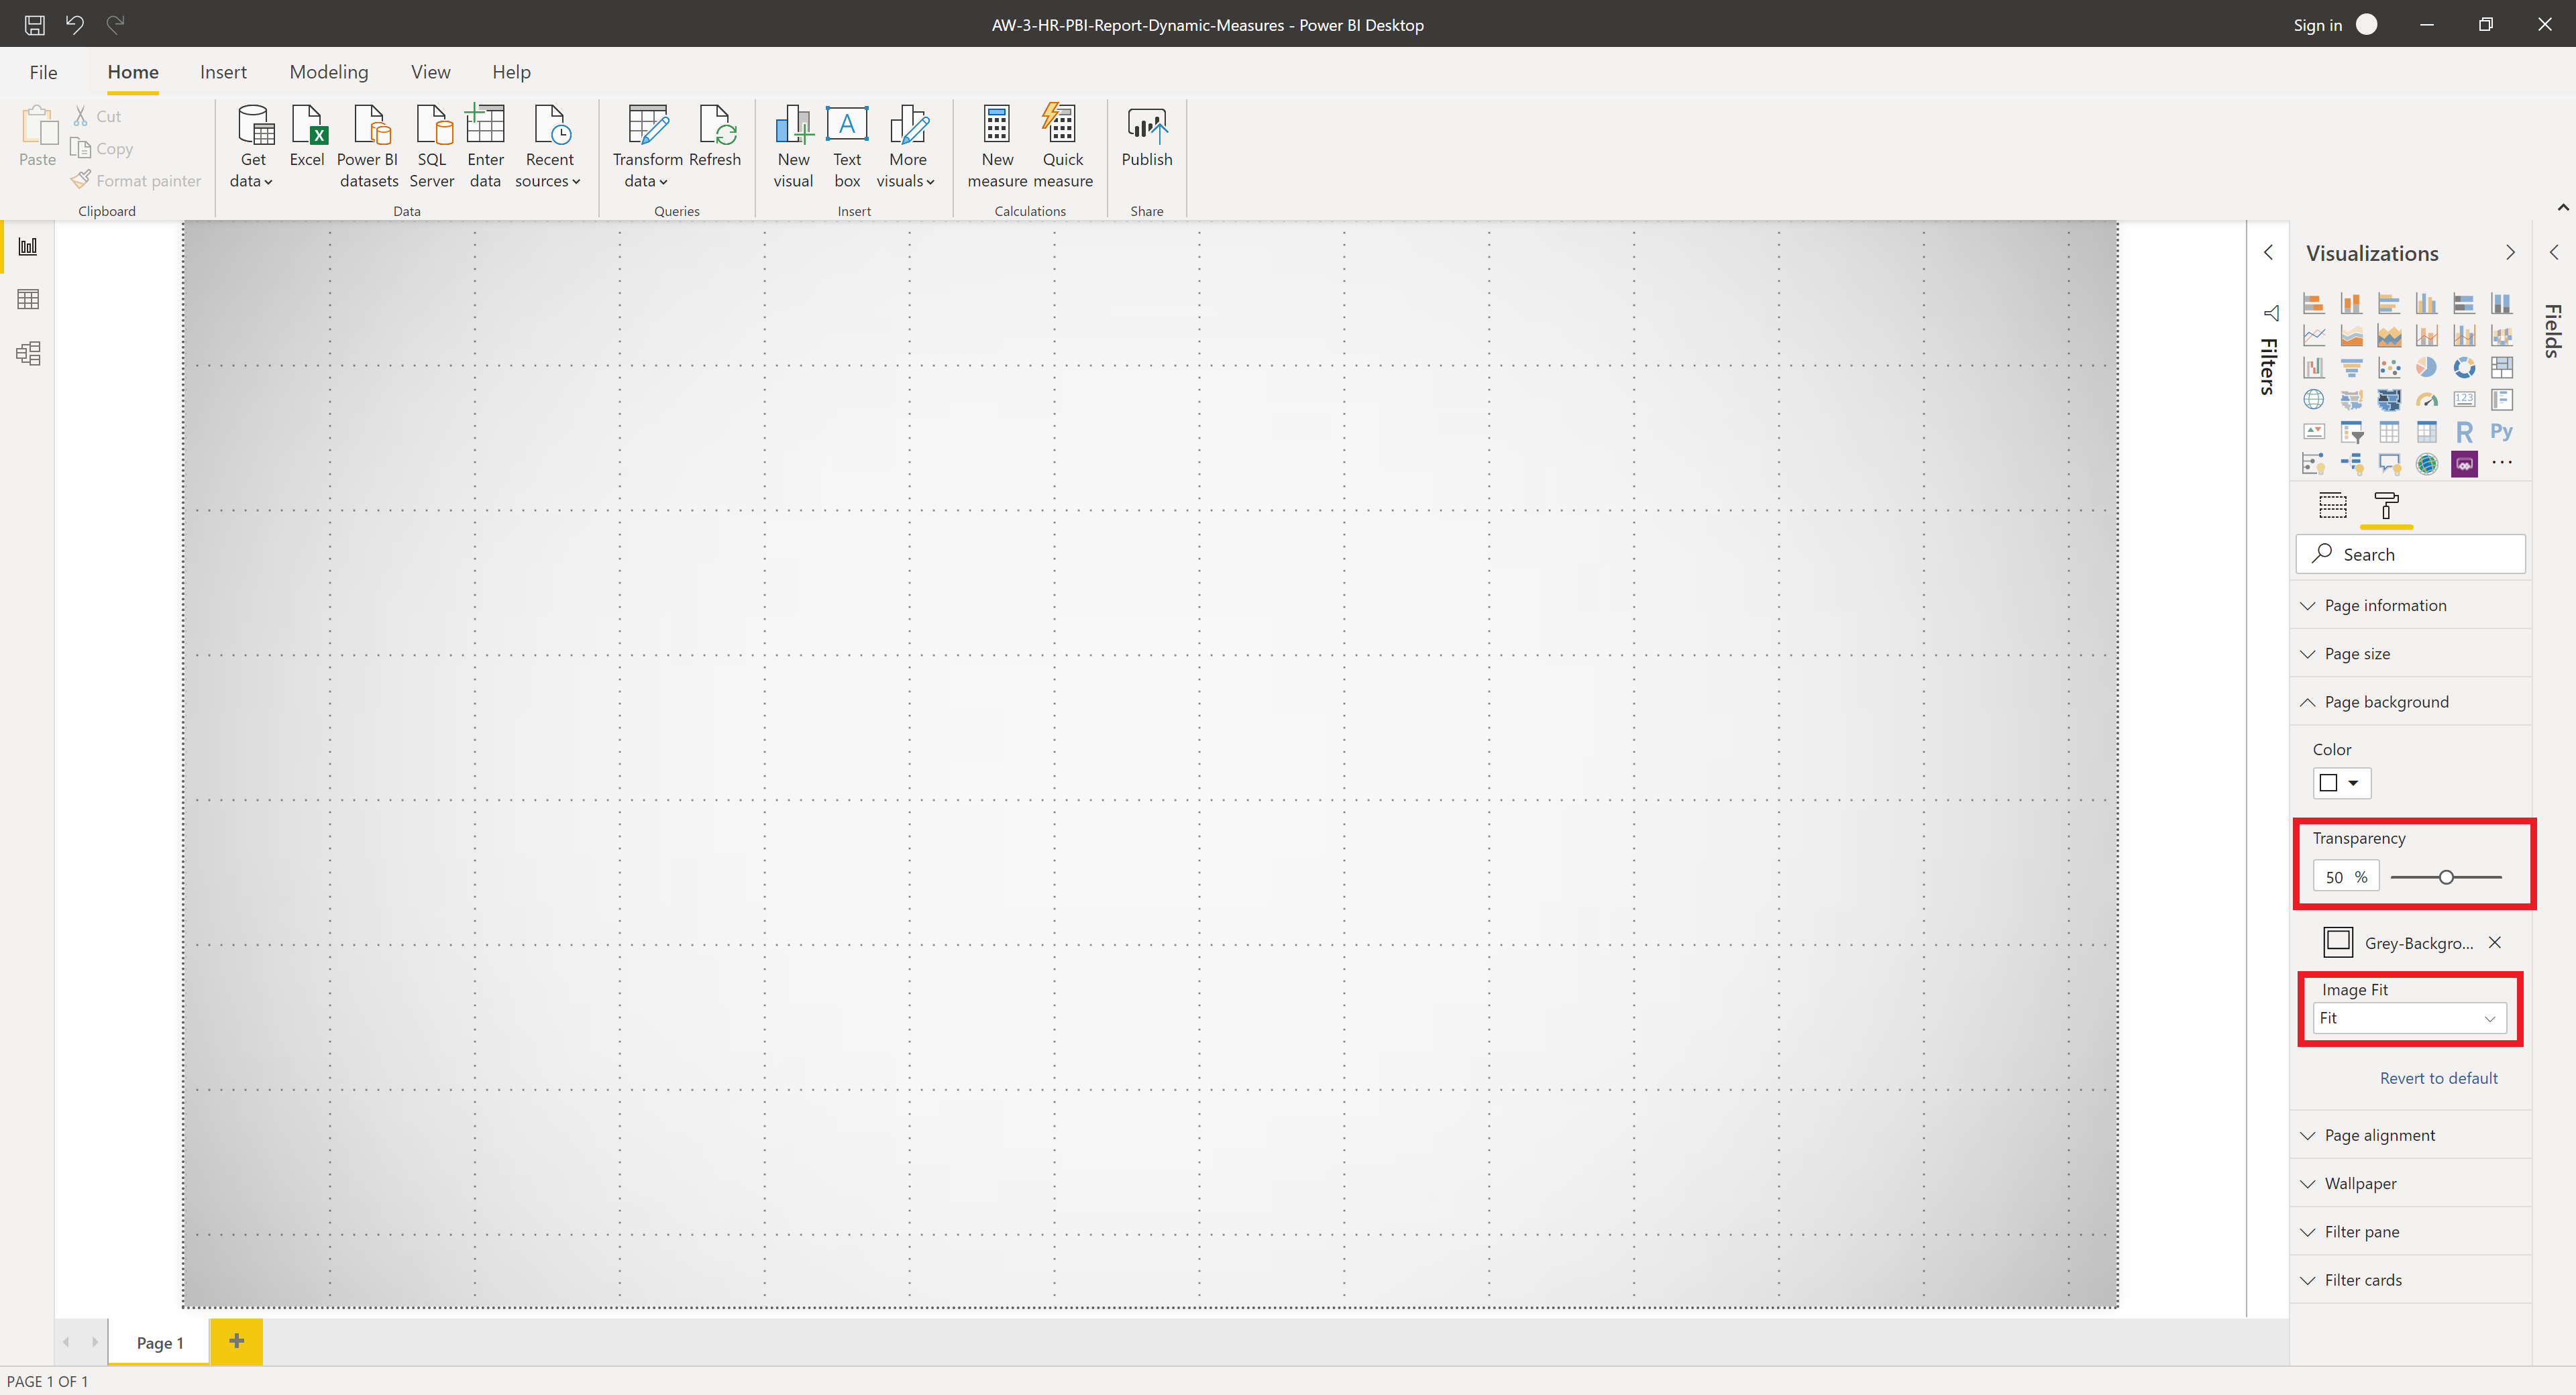 AW-3-HR-PBI-Report-Dynamic-Measures - Power BI Desktop
Sign in
File Home Insert Modeling View Help
Paste
Cut
Copy
Format painter
Clipboard
Get data
Excel
Power BI datasets
SQL Server
Enter data
Recent sources
Data
Transform data
Refresh
Queries
New visual
Text box
More visuals
Insert
New measure
Quick measure
Calculations
Publish
Share
Filters
Visualizations
Fields
123
R
Py
Search
Page information
Page size
Page background
Color
Transparency
50 %
Grey-Backgro...
Image Fit
Fit
Revert to default
Page alignment
Wallpaper
Filter pane
Filter cards
Page 1
PAGE 1 OF 1